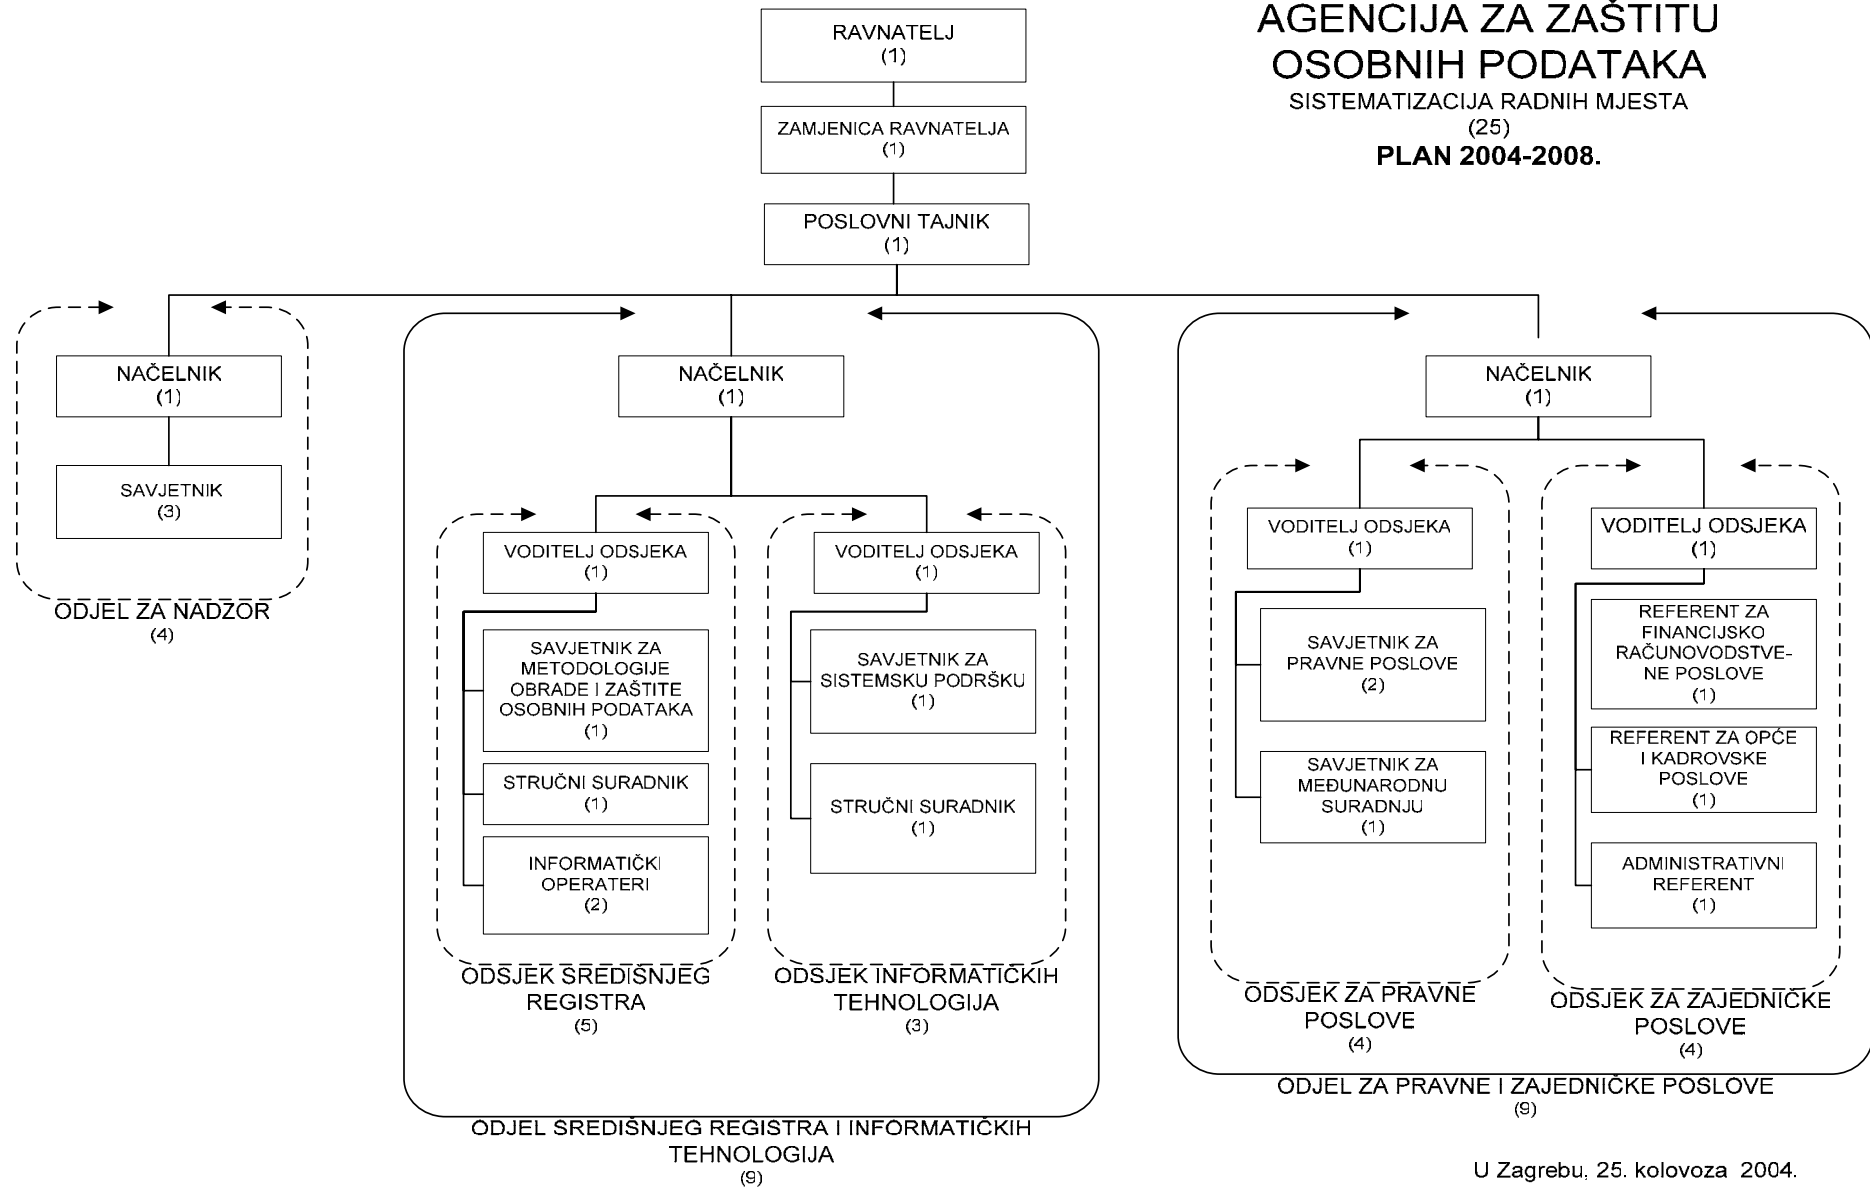 AGENCIJA ZA ZAŠTITU
OSOBNIH PODATAKA
SISTEMATIZACIJA RADNIH MJESTA
(25)
PLAN 2004-2008.
RAVNATELJ
(1)
ZAMJENICA RAVNATELJA
(1)
POSLOVNI TAJNIK
(1)
NAČELNIK
(1)
SAVJETNIK
(3)
ODJEL ZA NADZOR
(4)
NAČELNIK
(1)
VODITELJ ODSJEKA
(1)
SAVJETNIK ZA
METODOLOGIJE
OBRADE I ZAŠTITE
OSOBNIH PODATAKA
(1)
STRUČNI SURADNIK
(1)
INFORMATIČKI
OPERATERI
(2)
ODSJEK SREDIŠNJEG
REGISTRA
(5)
VODITELJ ODSJEKA
(1)
SAVJETNIK ZA
SISTEMSKU PODRŠKU
(1)
STRUČNI SURADNIK
(1)
ODSJEK INFORMATIČKIH
TEHNOLOGIJA
(3)
ODJEL SREDIŠNJEG REGISTRA I INFORMATIČKIH
TEHNOLOGIJA
(9)
NAČELNIK
(1)
VODITELJ ODSJEKA
(1)
SAVJETNIK ZA
PRAVNE POSLOVE
(2)
SAVJETNIK ZA
MEĐUNARODNU
SURADNJU
(1)
ODSJEK ZA PRAVNE
POSLOVE
(4)
VODITELJ ODSJEKA
(1)
REFERENT ZA
FINANCIJSKO
RAČUNOVODSTVE-
NE POSLOVE
(1)
REFERENT ZA OPĆE
I KADROVSKE
POSLOVE
(1)
ADMINISTRATIVNI
REFERENT
(1)
ODSJEK ZA ZAJEDNIČKE
POSLOVE
(4)
ODJEL ZA PRAVNE I ZAJEDNIČKE POSLOVE
(9)
U Zagrebu, 25. kolovoza 2004.